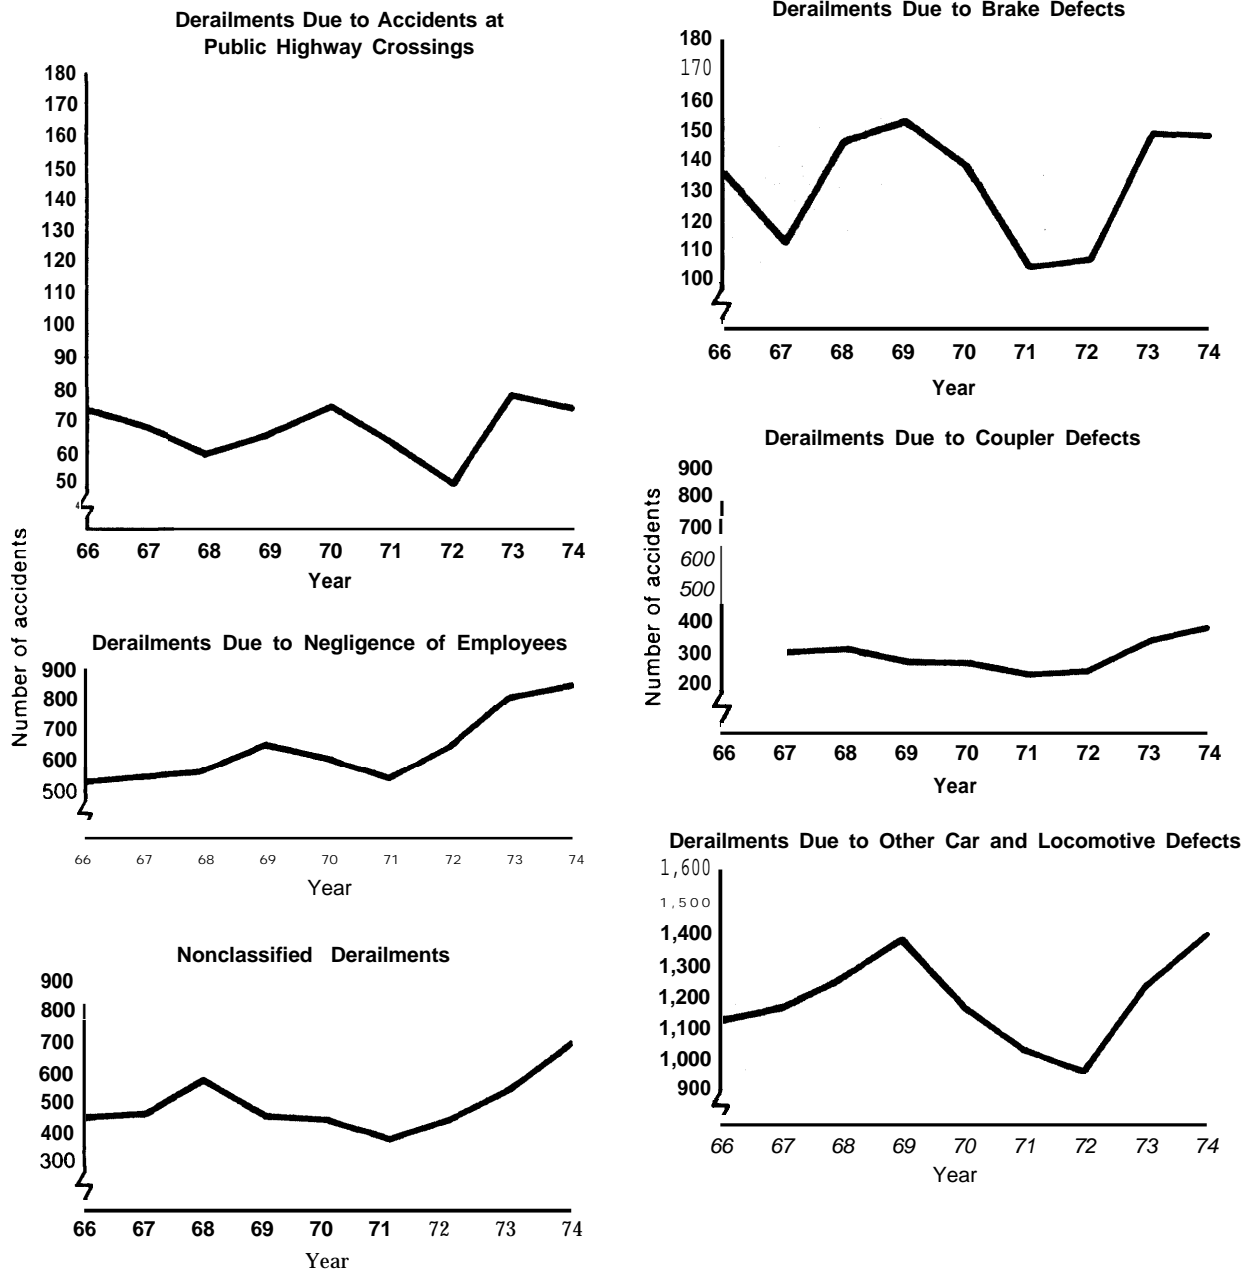 Derailments Due to Accidents at
Public Highway Crossings
180
170
160
150
140
130
120
110
100
90
80
70
60
50
4
66 67 68 69 70 71 72 73 74
Year
Number of accidents
Derailments Due to Negligence of Employees
900
800
700
600
500
66 67 68 69 70 71 72 73 74
Year
Nonclassified Derailments
900
800
700
600
500
400
300
66 67 68 69 70 71 72 73 74
Year
Derailments Due to Brake Defects
180
170
160
150
140
130
120
110
100
66 67 68 69 70 71 72 73 74
Year
Derailments Due to Coupler Defects
Number of accidents
900
800
700
600
500
400
300
200
66 67 68 69 70 71 72 73 74
Year
Derailments Due to Other Car and Locomotive Defects
1,600
1,500
1,400
1,300
1,200
1,100
1,000
900
66 67 68 69 70 71 72 73 74
Year